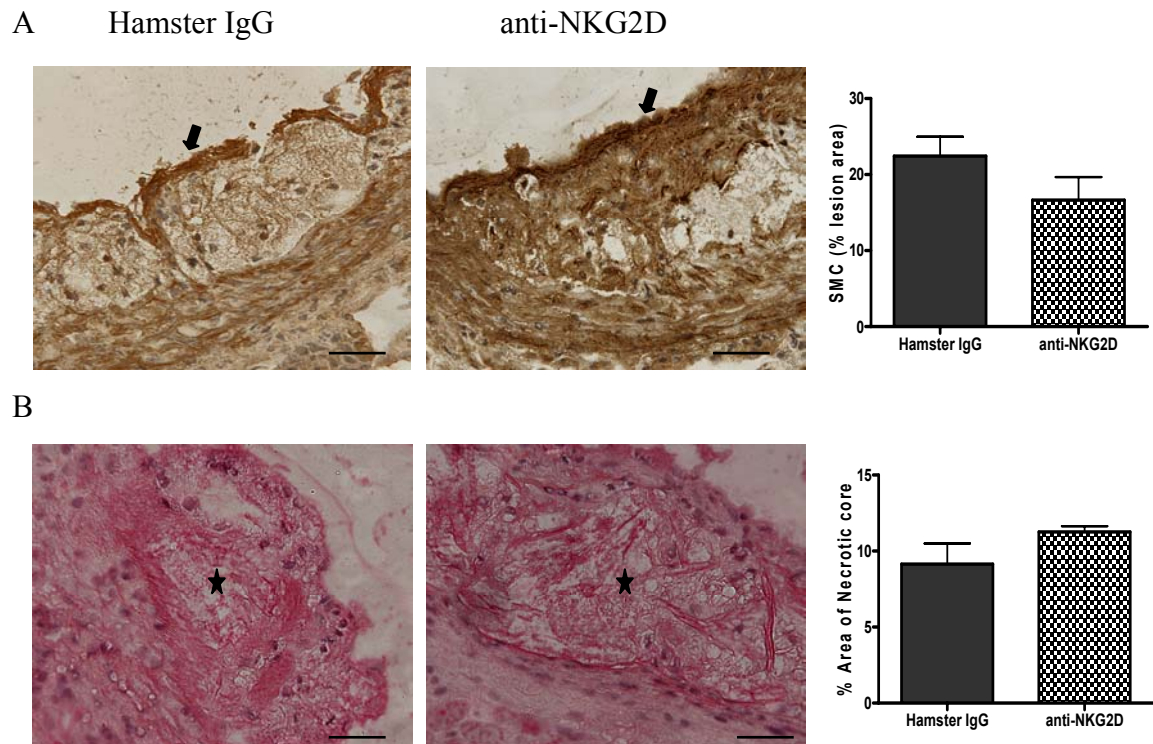 A Hamster IgG anti-NKG2D
SMC (% lesion area)
30
20
10
0
Hamster IgG anti-NKG2D
B
% Area of Necrotic core
15
10
5
0
Hamster IgG anti-NKG2D